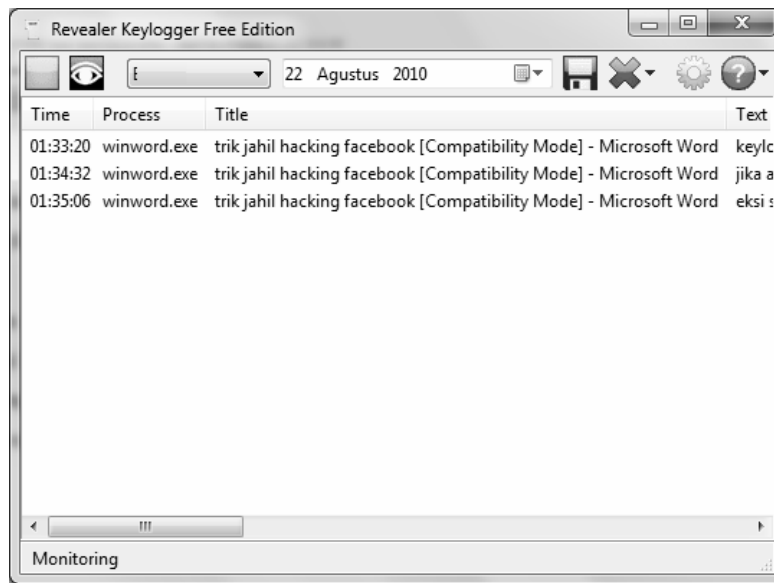 Revealer Keylogger Free Edition
22 Agustus 2010
Time Process Title Text
01:33:20 winword.exe trik jahil hacking facebook [Compatibility Mode] - Microsoft Word keylc
01:34:32 winword.exe trik jahil hacking facebook [Compatibility Mode] - Microsoft Word jika a
01:35:06 winword.exe trik jahil hacking facebook [Compatibility Mode] - Microsoft Word eksi s
Monitoring